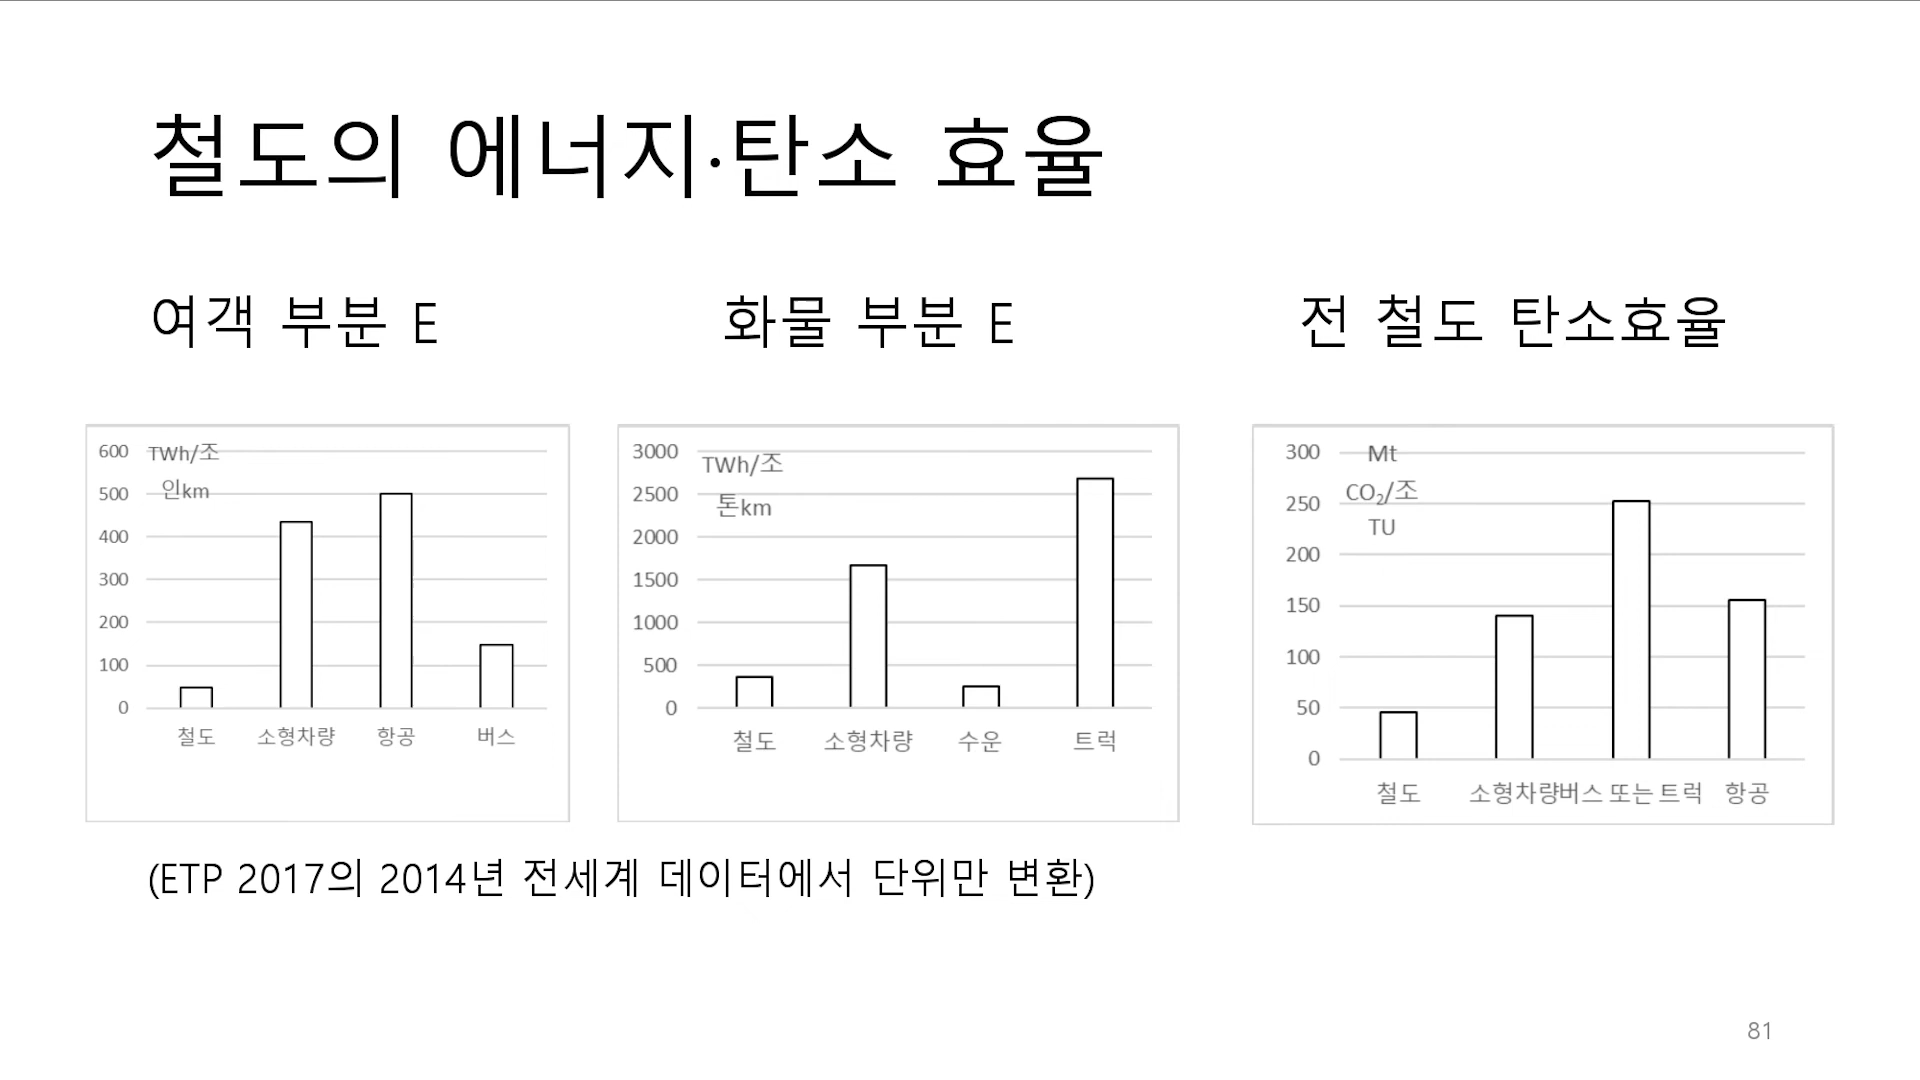 철도의 에너지·탄소 효율
여객 부분 E
화물 부분 E
전 철도 탄소효율
TWh/조
인km
600
500
400
300
200
100
0
철도 소형차량 항공 버스
TWh/조
톤km
3000
2500
2000
1500
1000
500
0
철도 소형차량 수운 트럭
Mt
CO₂/조
TU
300
250
200
150
100
50
0
철도 소형차량 버스 또는 트럭 항공
(ETP 2017의 2014년 전세계 데이터에서 단위만 변환)
81